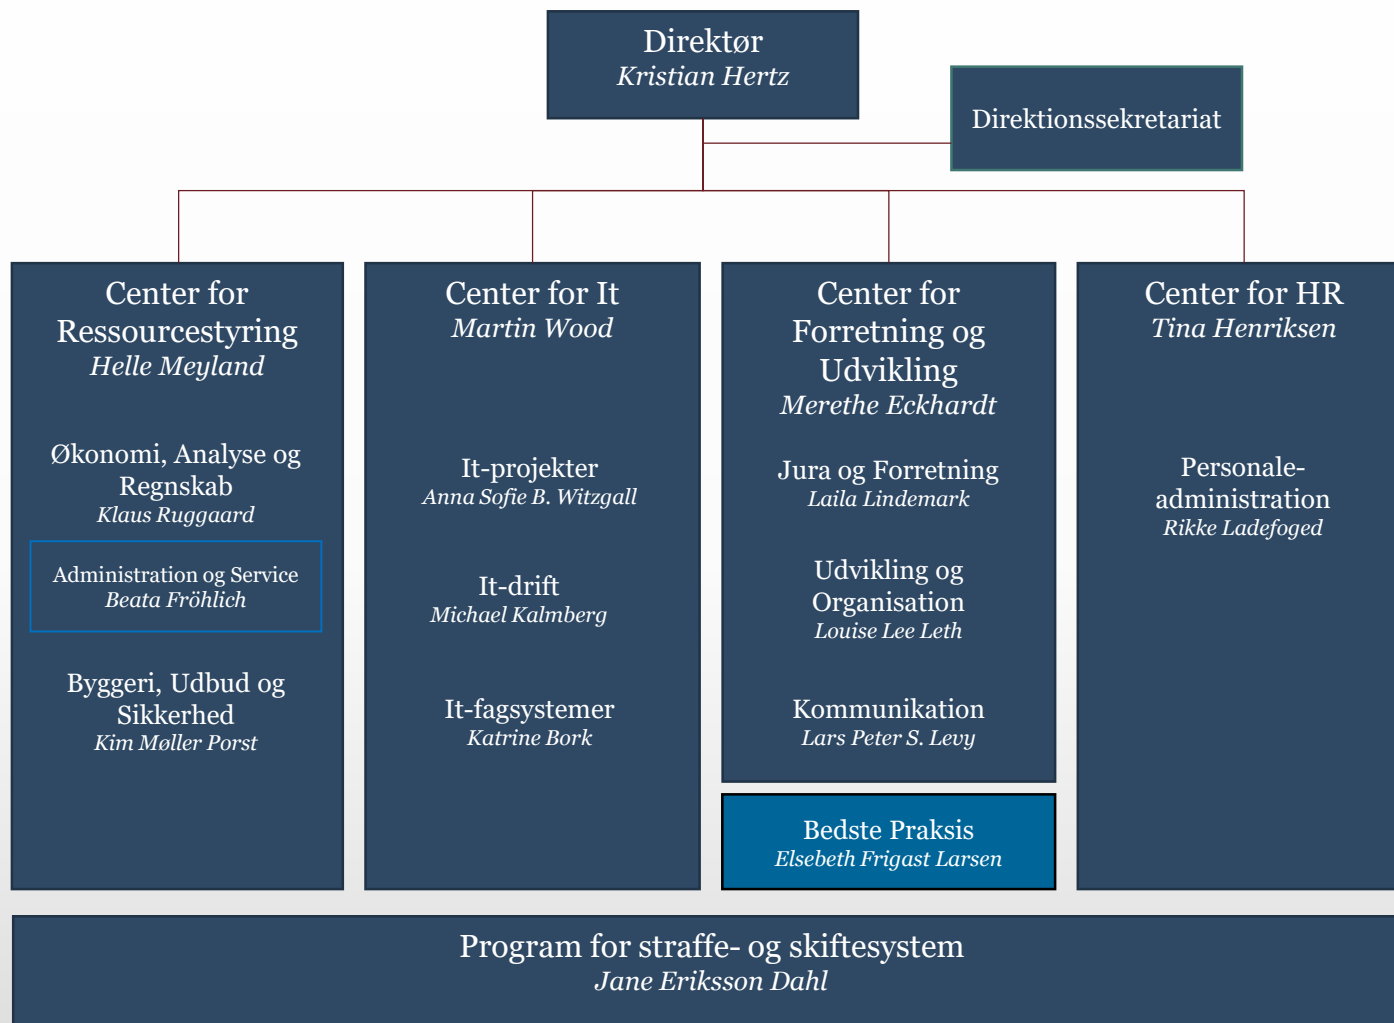 Direktør
Kristian Hertz
Direktionssekretariat
Center for
Ressourcestyring
Helle Meyland
Økonomi, Analyse og
Regnskab
Klaus Ruggaard
Administration og Service
Beata Fröhlich
Byggeri, Udbud og
Sikkerhed
Kim Møller Porst
Center for It
Martin Wood
It-projekter
Anna Sofie B. Witzgall
It-drift
Michael Kalmberg
It-fagsystemer
Katrine Bork
Center for
Forretning og
Udvikling
Merethe Eckhardt
Jura og Forretning
Laila Lindemark
Udvikling og
Organisation
Louise Lee Leth
Kommunikation
Lars Peter S. Levy
Bedste Praksis
Elsebeth Frigast Larsen
Center for HR
Tina Henriksen
Personale-
administration
Rikke Ladefoged
Program for straffe- og skiftesystem
Jane Eriksson Dahl